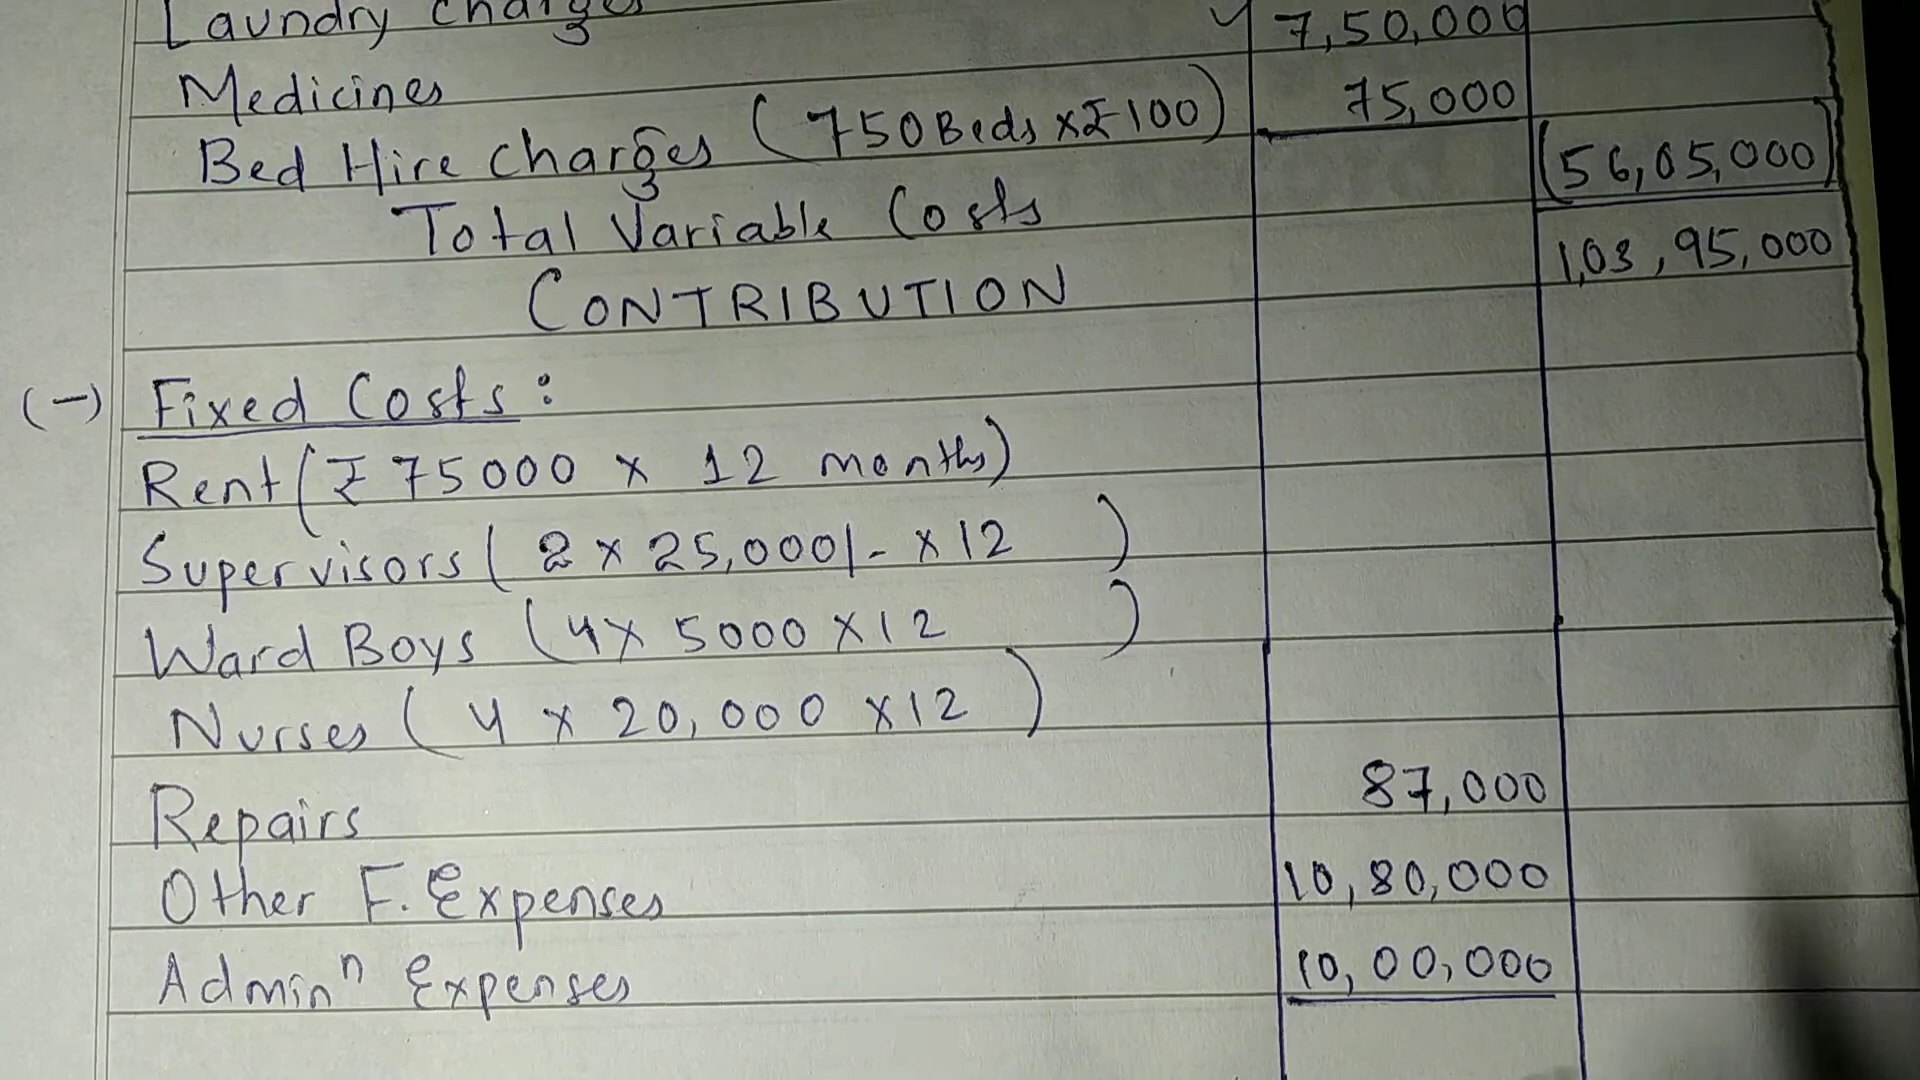 Laundry Charges
Medicines 7,50,000
Bed Hire Charges (750 Beds x ₹100) 75,000
Total Variable Costs (56,05,000)
CONTRIBUTION 1,03,95,000
(-) Fixed Costs:
Rent (₹75000 x 12 months)
Supervisors (2 x 25,000/- x 12)
Ward Boys (4 x 5000 x 12)
Nurses (4 x 20,000 x 12)
Repairs 87,000
Other F. Expenses 10,80,000
Adminⁿ Expenses 10,00,000